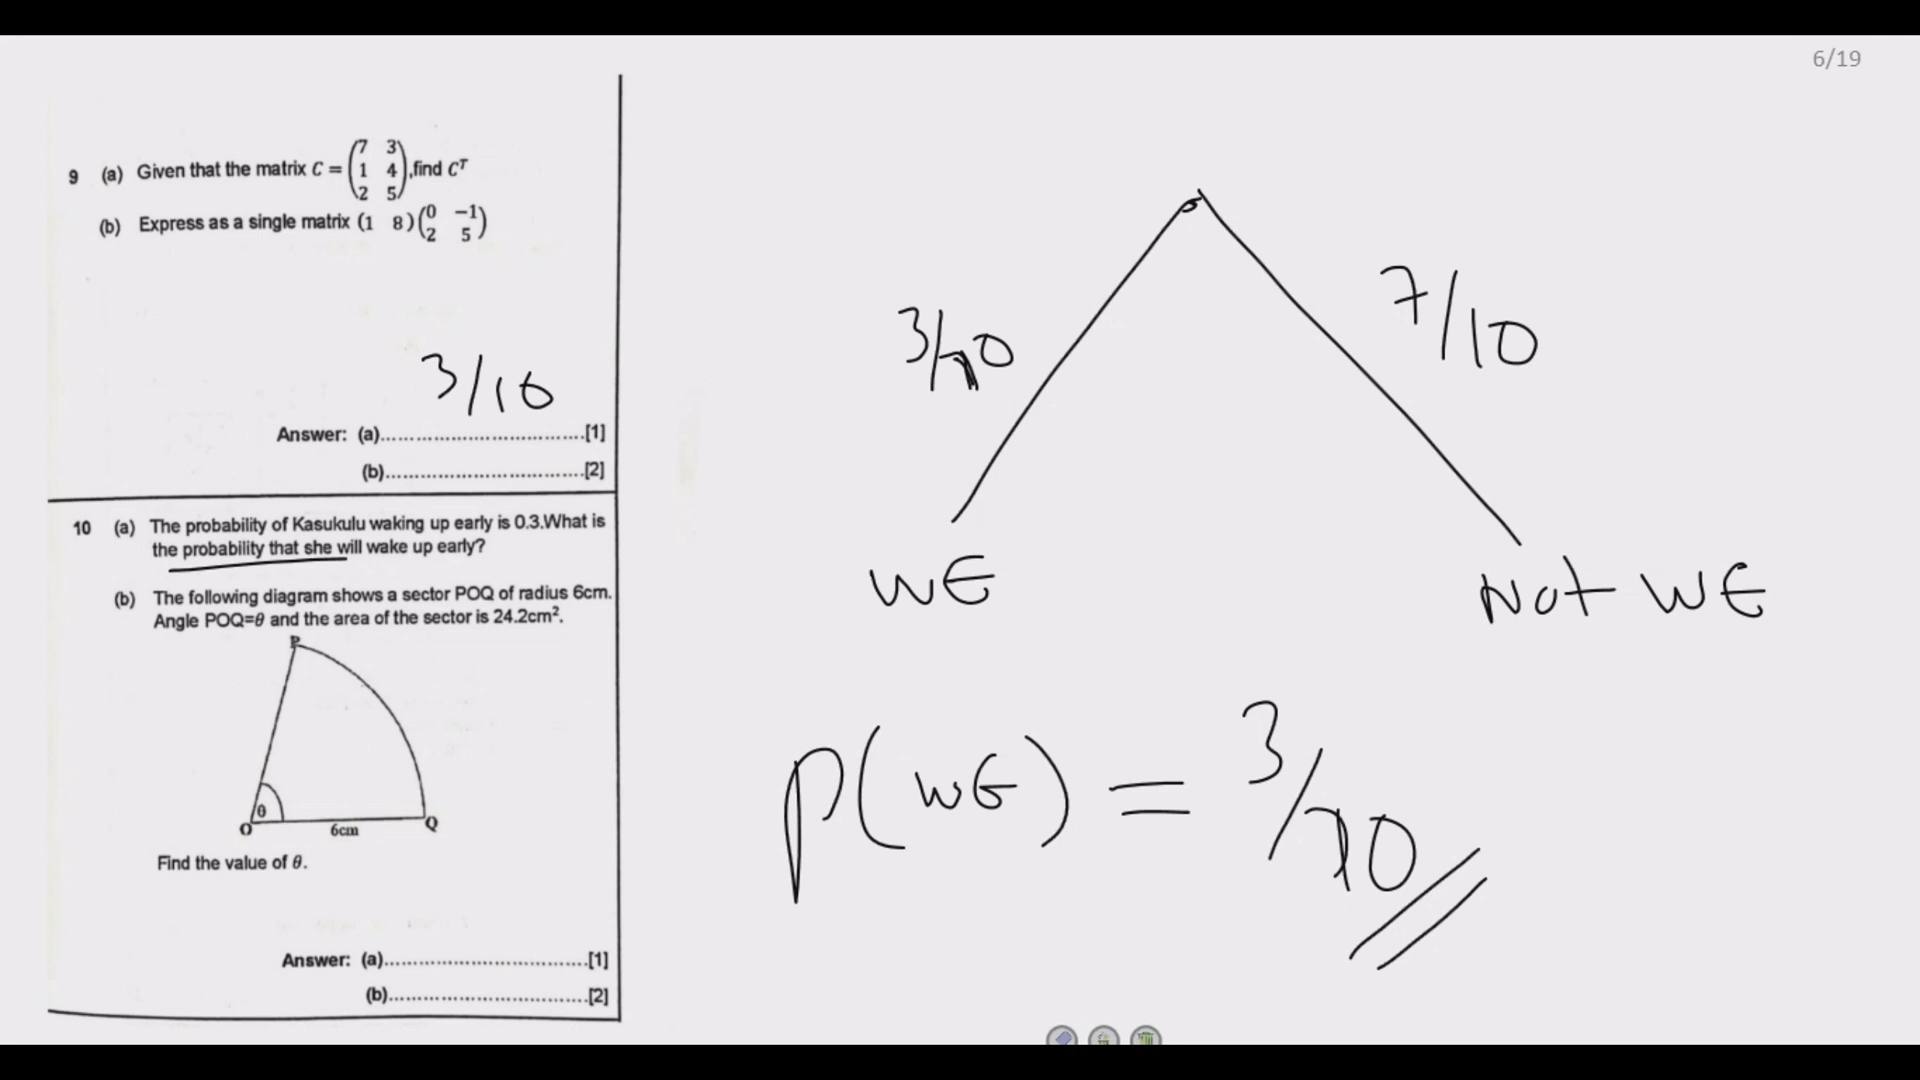 6/19
9 (a) Given that the matrix C = (7 3
1 4
2 5) ,find Cᵀ
(b) Express as a single matrix (1 8)(0 -1
2 5)
3/10
Answer: (a)..................................[1]
(b)..................................[2]
10 (a) The probability of Kasukulu waking up early is 0.3.What is
the probability that she will wake up early?
(b) The following diagram shows a sector POQ of radius 6cm.
Angle POQ=θ and the area of the sector is 24.2cm².
P
θ
O 6cm Q
Find the value of θ.
Answer: (a)..................................[1]
(b)..................................[2]
3/10
7/10
WE
Not WE
P(WE) = 3/10